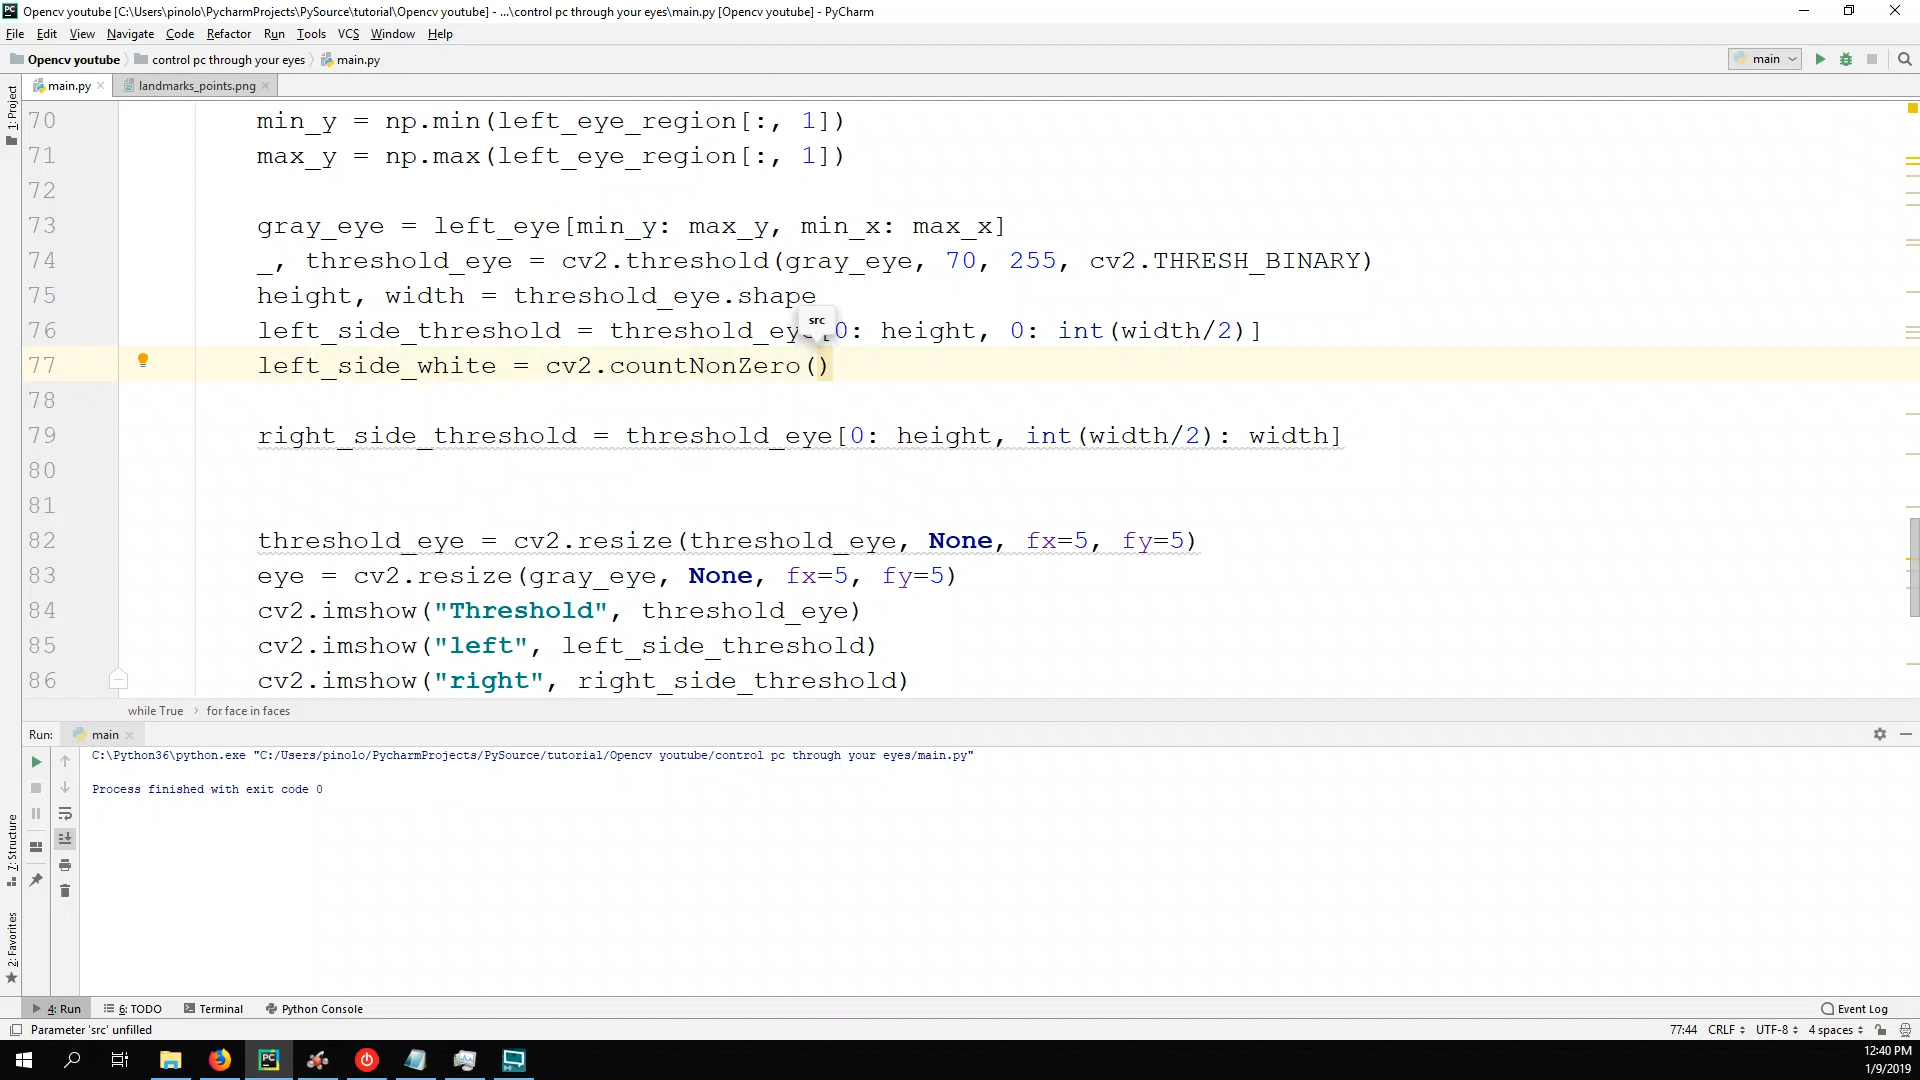 Opencv youtube [C:\Users\pinolo\PycharmProjects\PySource\tutorial\Opencv youtube] - ...\control pc through your eyes\main.py [Opencv youtube] - PyCharm
File Edit View Navigate Code Refactor Run Tools VCS Window Help
Opencv youtube control pc through your eyes main.py main
main.py landmarks_points.png
1: Project
70 min_y = np.min(left_eye_region[:, 1])
71 max_y = np.max(left_eye_region[:, 1])
72
73 gray_eye = left_eye[min_y: max_y, min_x: max_x]
74 _, threshold_eye = cv2.threshold(gray_eye, 70, 255, cv2.THRESH_BINARY)
75 height, width = threshold_eye.shape
src
76 left_side_threshold = threshold_eye[0: height, 0: int(width/2)]
77 left_side_white = cv2.countNonZero()
78
79 right_side_threshold = threshold_eye[0: height, int(width/2): width]
80
81
82 threshold_eye = cv2.resize(threshold_eye, None, fx=5, fy=5)
83 eye = cv2.resize(gray_eye, None, fx=5, fy=5)
84 cv2.imshow("Threshold", threshold_eye)
85 cv2.imshow("left", left_side_threshold)
86 cv2.imshow("right", right_side_threshold)
while True for face in faces
Run: main
C:\Python36\python.exe "C:/Users/pinolo/PycharmProjects/PySource/tutorial/Opencv youtube/control pc through your eyes/main.py"
Process finished with exit code 0
7: Structure
2: Favorites
4: Run 6: TODO Terminal Python Console Event Log
Parameter 'src' unfilled 77:44 CRLF UTF-8 4 spaces
PC
12:40 PM
1/9/2019